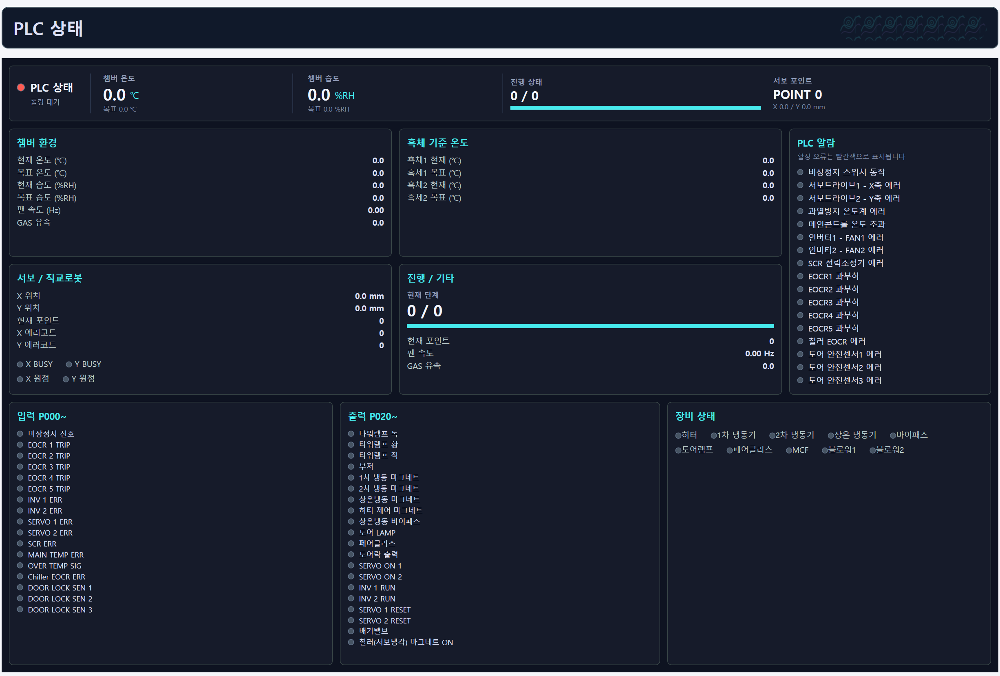 PLC 상태
PLC 상태
폴링 대기
챔버 온도
0.0 ℃
목표 0.0 ℃
챔버 습도
0.0 %RH
목표 0.0 %RH
진행 상태
0 / 0
서보 포인트
POINT 0
X 0.0 / Y 0.0 mm
챔버 환경
현재 온도 (℃) 0.0
목표 온도 (℃) 0.0
현재 습도 (%RH) 0.0
목표 습도 (%RH) 0.0
팬 속도 (Hz) 0.00
GAS 유속 0.0
흑체 기준 온도
흑체1 현재 (℃) 0.0
흑체1 목표 (℃) 0.0
흑체2 현재 (℃) 0.0
흑체2 목표 (℃) 0.0
PLC 알람
활성 오류는 빨간색으로 표시됩니다
비상정지 스위치 동작
서보드라이브1 - X축 에러
서보드라이브2 - Y축 에러
과열방지 온도계 에러
메인콘트롤 온도 초과
인버터1 - FAN1 에러
인버터2 - FAN2 에러
SCR 전력조정기 에러
EOCR1 과부하
EOCR2 과부하
EOCR3 과부하
EOCR4 과부하
EOCR5 과부하
칠러 EOCR 에러
도어 안전센서1 에러
도어 안전센서2 에러
도어 안전센서3 에러
서보 / 직교로봇
X 위치 0.0 mm
Y 위치 0.0 mm
현재 포인트 0
X 에러코드 0
Y 에러코드 0
X BUSY Y BUSY
X 원점 Y 원점
진행 / 기타
현재 단계
0 / 0
현재 포인트 0
팬 속도 0.00 Hz
GAS 유속 0.0
입력 P000~
비상정지 신호
EOCR 1 TRIP
EOCR 2 TRIP
EOCR 3 TRIP
EOCR 4 TRIP
EOCR 5 TRIP
INV 1 ERR
INV 2 ERR
SERVO 1 ERR
SERVO 2 ERR
SCR ERR
MAIN TEMP ERR
OVER TEMP SIG
Chiller EOCR ERR
DOOR LOCK SEN 1
DOOR LOCK SEN 2
DOOR LOCK SEN 3
출력 P020~
타워램프 녹
타워램프 황
타워램프 적
부저
1차 냉동 마그네트
2차 냉동 마그네트
상온냉동 마그네트
히터 제어 마그네트
상온냉동 바이패스
도어 LAMP
페어글라스
도어락 출력
SERVO ON 1
SERVO ON 2
INV 1 RUN
INV 2 RUN
SERVO 1 RESET
SERVO 2 RESET
배기밸브
칠러(서보냉각) 마그네트 ON
장비 상태
히터 1차 냉동기 2차 냉동기 상온 냉동기 바이패스
도어램프 페어글라스 MCF 블로워1 블로워2